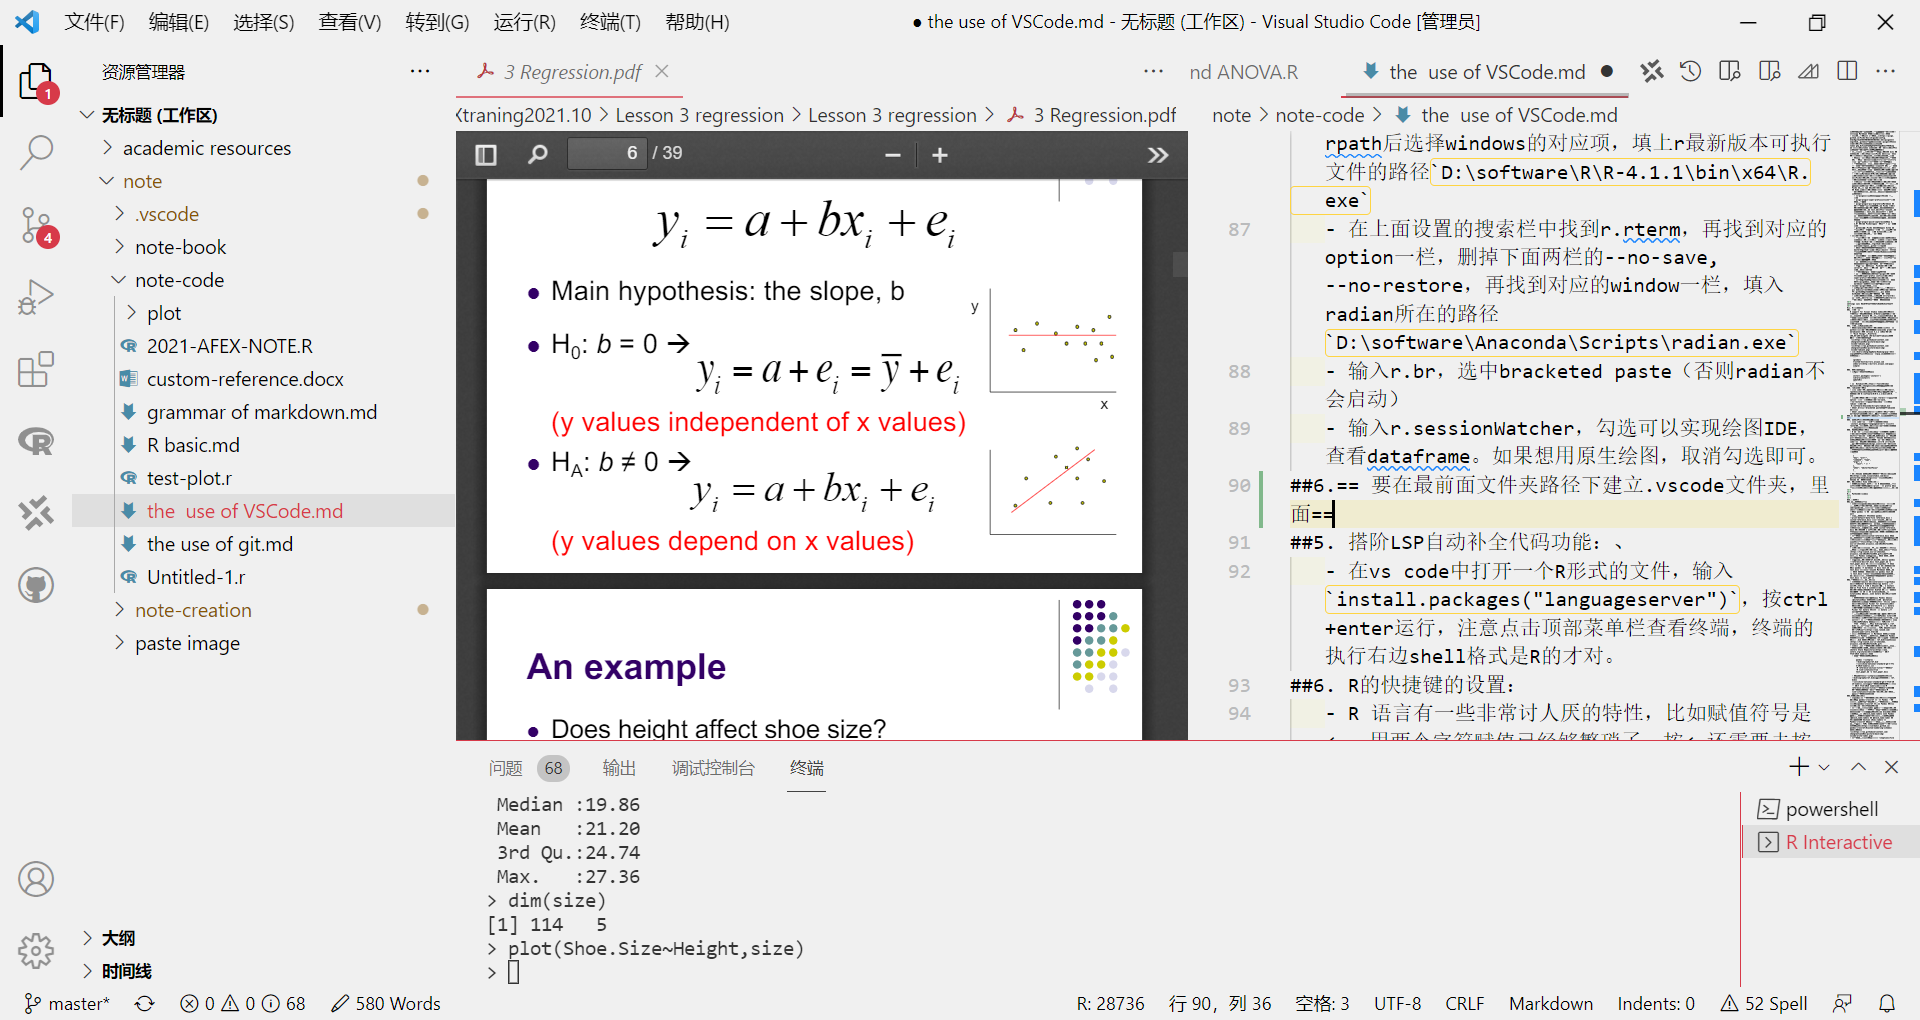 文件(F) 编辑(E) 选择(S) 查看(V) 转到(G) 运行(R) 终端(T) 帮助(H) ● the use of VSCode.md - 无标题 (工作区) - Visual Studio Code [管理员]
资源管理器
1
4
无标题 (工作区)
academic resources
note
.vscode
note-book
note-code
plot
2021-AFEX-NOTE.R
custom-reference.docx
grammar of markdown.md
R basic.md
test-plot.r
the use of VSCode.md
the use of git.md
Untitled-1.r
note-creation
paste image
大纲
时间线
3 Regression.pdf
Xtraning2021.10 > Lesson 3 regression > Lesson 3 regression > 3 Regression.pdf
6 / 39
yi = a + bxi + ei
● Main hypothesis: the slope, b
● H0: b = 0 →
yi = a + ei = y̅ + ei
(y values independent of x values)
● HA: b ≠ 0 →
yi = a + bxi + ei
(y values depend on x values)
y
x
An example
● Does height affect shoe size?
nd ANOVA.R the use of VSCode.md ●
note > note-code > the use of VSCode.md
rpath后选择windows的对应项，填上r最新版本可执行
文件的路径`D:\software\R\R-4.1.1\bin\x64\R.
exe`
87 - 在上面设置的搜索栏中找到r.rterm，再找到对应的
option一栏，删掉下面两栏的--no-save,
--no-restore，再找到对应的window一栏，填入
radian所在的路径
`D:\software\Anaconda\Scripts\radian.exe`
88 - 输入r.br，选中bracketed paste（否则radian不
会启动）
89 - 输入r.sessionWatcher，勾选可以实现绘图IDE，
查看dataframe。如果想用原生绘图，取消勾选即可。
90 ##6.== 要在最前面文件夹路径下建立.vscode文件夹，里
面==
91 ##5. 搭阶LSP自动补全代码功能：、
92 - 在vs code中打开一个R形式的文件，输入
`install.packages("languageserver")`，按ctrl
+enter运行，注意点击顶部菜单栏查看终端，终端的
执行右边shell格式是R的才对。
93 ##6. R的快捷键的设置：
94 - R 语言有一些非常讨人厌的特性，比如赋值符号是
问题 68 输出 调试控制台 终端
Median :19.86
Mean :21.20
3rd Qu.:24.74
Max. :27.36
> dim(size)
[1] 114 5
> plot(Shoe.Size~Height,size)
>
powershell
R Interactive
master* 0 0 68 580 Words R: 28736 行 90，列 36 空格: 3 UTF-8 CRLF Markdown Indents: 0 52 Spell